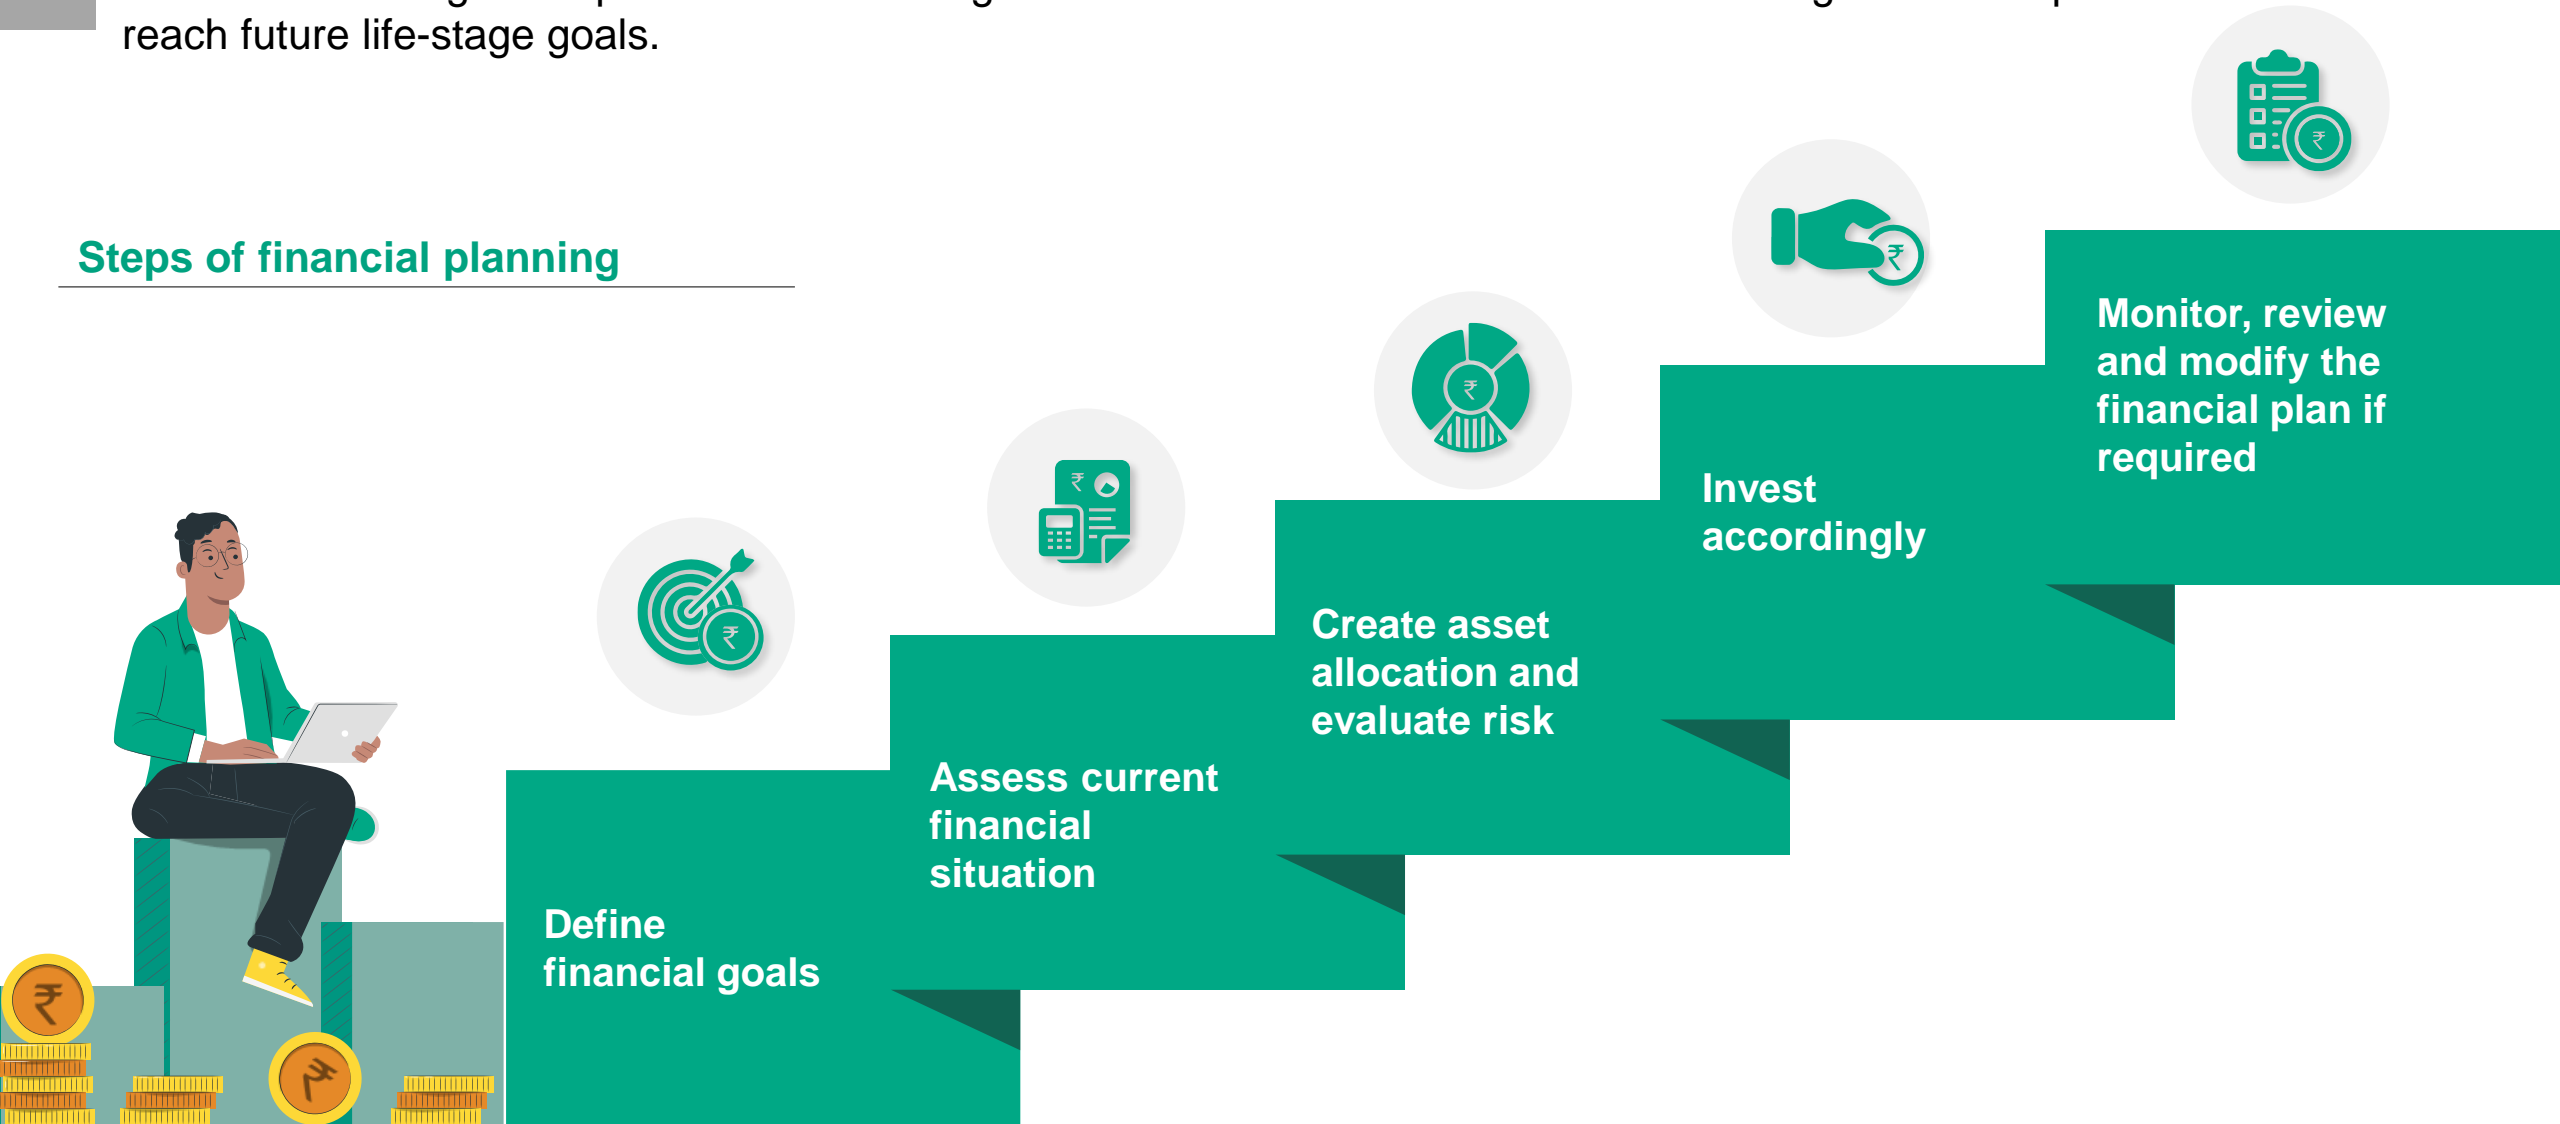 reach future life-stage goals.
Steps of financial planning
Define
financial goals
Assess current
financial
situation
Create asset
allocation and
evaluate risk
Invest
accordingly
Monitor, review
and modify the
financial plan if
required
₹
₹
₹
₹
₹
₹
₹